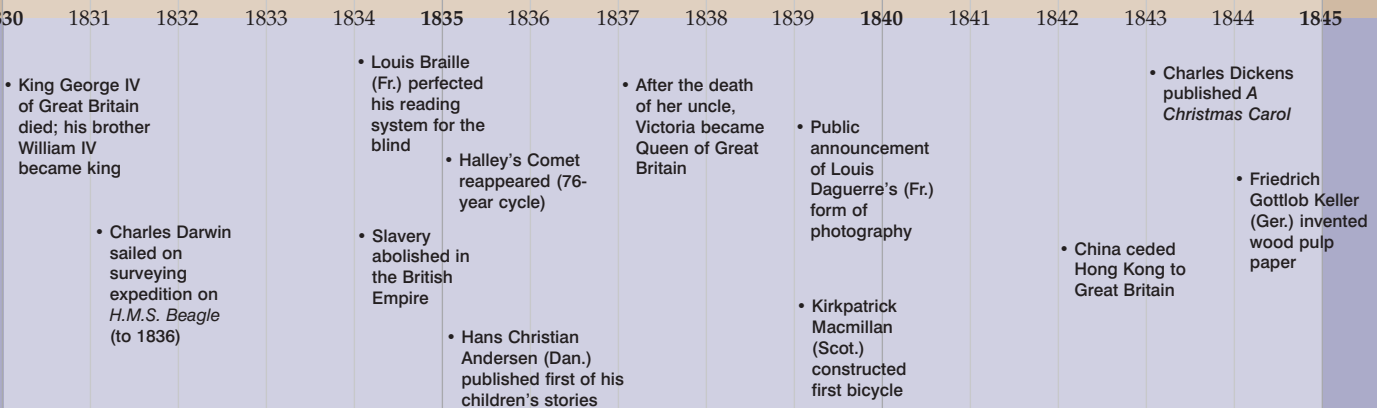 30 1831 1832 1833 1834 1835 1836 1837 1838 1839 1840 1841 1842 1843 1844 1845
• King George IV
of Great Britain
died; his brother
William IV
became king
• Charles Darwin
sailed on
surveying
expedition on
H.M.S. Beagle
(to 1836)
• Louis Braille
(Fr.) perfected
his reading
system for the
blind
• Slavery
abolished in
the British
Empire
• Halley's Comet
reappeared (76-
year cycle)
• Hans Christian
Andersen (Dan.)
published first of his
children's stories
• After the death
of her uncle,
Victoria became
Queen of Great
Britain
• Public
announcement
of Louis
Daguerre's (Fr.)
form of
photography
• Kirkpatrick
Macmillan
(Scot.)
constructed
first bicycle
• China ceded
Hong Kong to
Great Britain
• Charles Dickens
published A
Christmas Carol
• Friedrich
Gottlob Keller
(Ger.) invented
wood pulp
paper